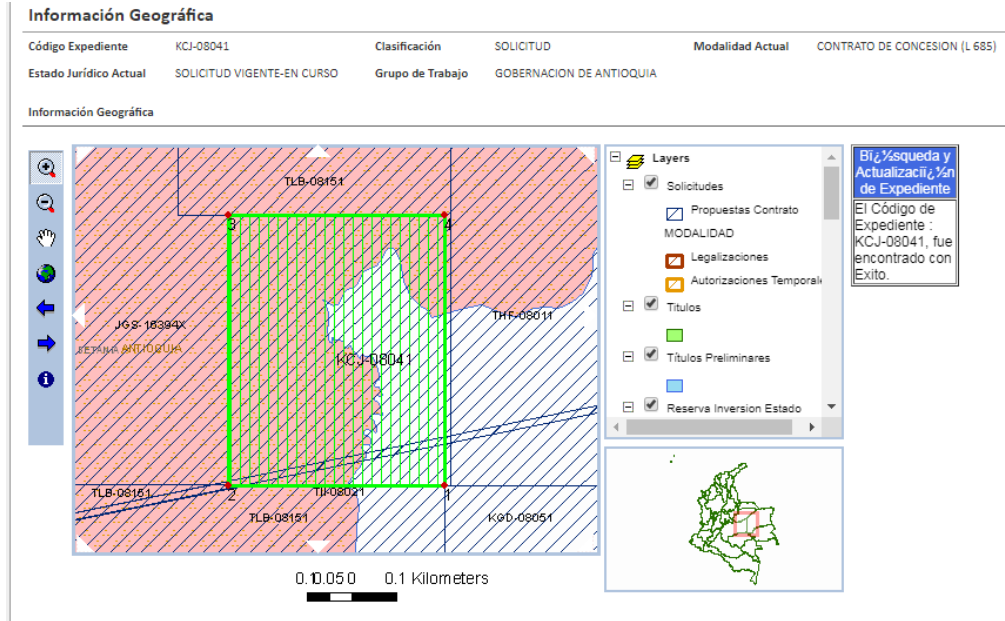 Información Geográfica
Código Expediente KCJ-08041 Clasificación SOLICITUD Modalidad Actual CONTRATO DE CONCESION (L 685)
Estado Jurídico Actual SOLICITUD VIGENTE-EN CURSO Grupo de Trabajo GOBERNACION DE ANTIOQUIA
Información Geográfica
TLB-08151
3
4
THF-08011
JGS-16394X
BETANIA ANTIOQUIA
KCJ-08041
TLB-08151
2
1
TLB-08151
KGD-08051
0.10.05 0 0.1 Kilometers
Layers
Solicitudes
Propuestas Contrato
MODALIDAD
Legalizaciones
Autorizaciones Temporale
Titulos
Títulos Preliminares
Reserva Inversion Estado
Bï¿½squeda y
Actualizaciï¿½n
de Expediente
El Código de
Expediente :
KCJ-08041, fue
encontrado con
Exito.